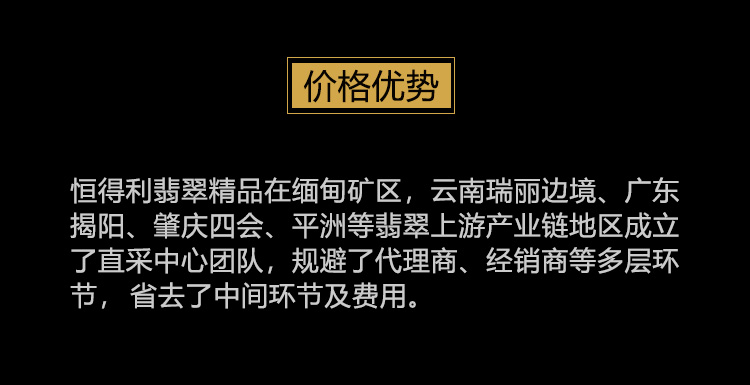 价格优势
恒得利翡翠精品在缅甸矿区，云南瑞丽边境、广东
揭阳、肇庆四会、平洲等翡翠上游产业链地区成立
了直采中心团队，规避了代理商、经销商等多层环
节， 省去了中间环节及费用。